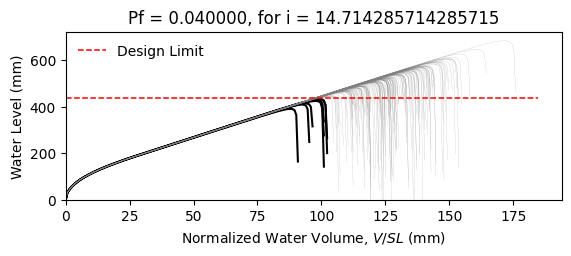 Pf = 0.040000, for i = 14.714285714285715
Design Limit
Water Level (mm)
600
400
200
0
0 25 50 75 100 125 150 175
Normalized Water Volume, V/SL (mm)